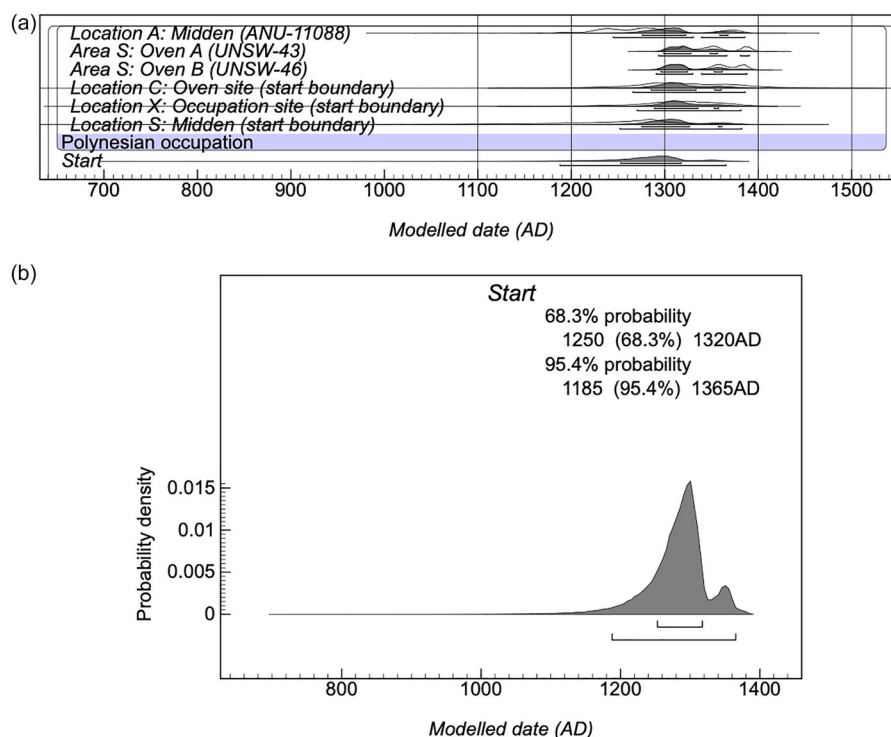 (a)
Location A: Midden (ANU-11088)
Area S: Oven A (UNSW-43)
Area S: Oven B (UNSW-46)
Location C: Oven site (start boundary)
Location X: Occupation site (start boundary)
Location S: Midden (start boundary)
Polynesian occupation
Start
700 800 900 1000 1100 1200 1300 1400 1500
Modelled date (AD)
(b)
Start
68.3% probability
1250 (68.3%) 1320AD
95.4% probability
1185 (95.4%) 1365AD
Probability density
0.015
0.01
0.005
0
800 1000 1200 1400
Modelled date (AD)